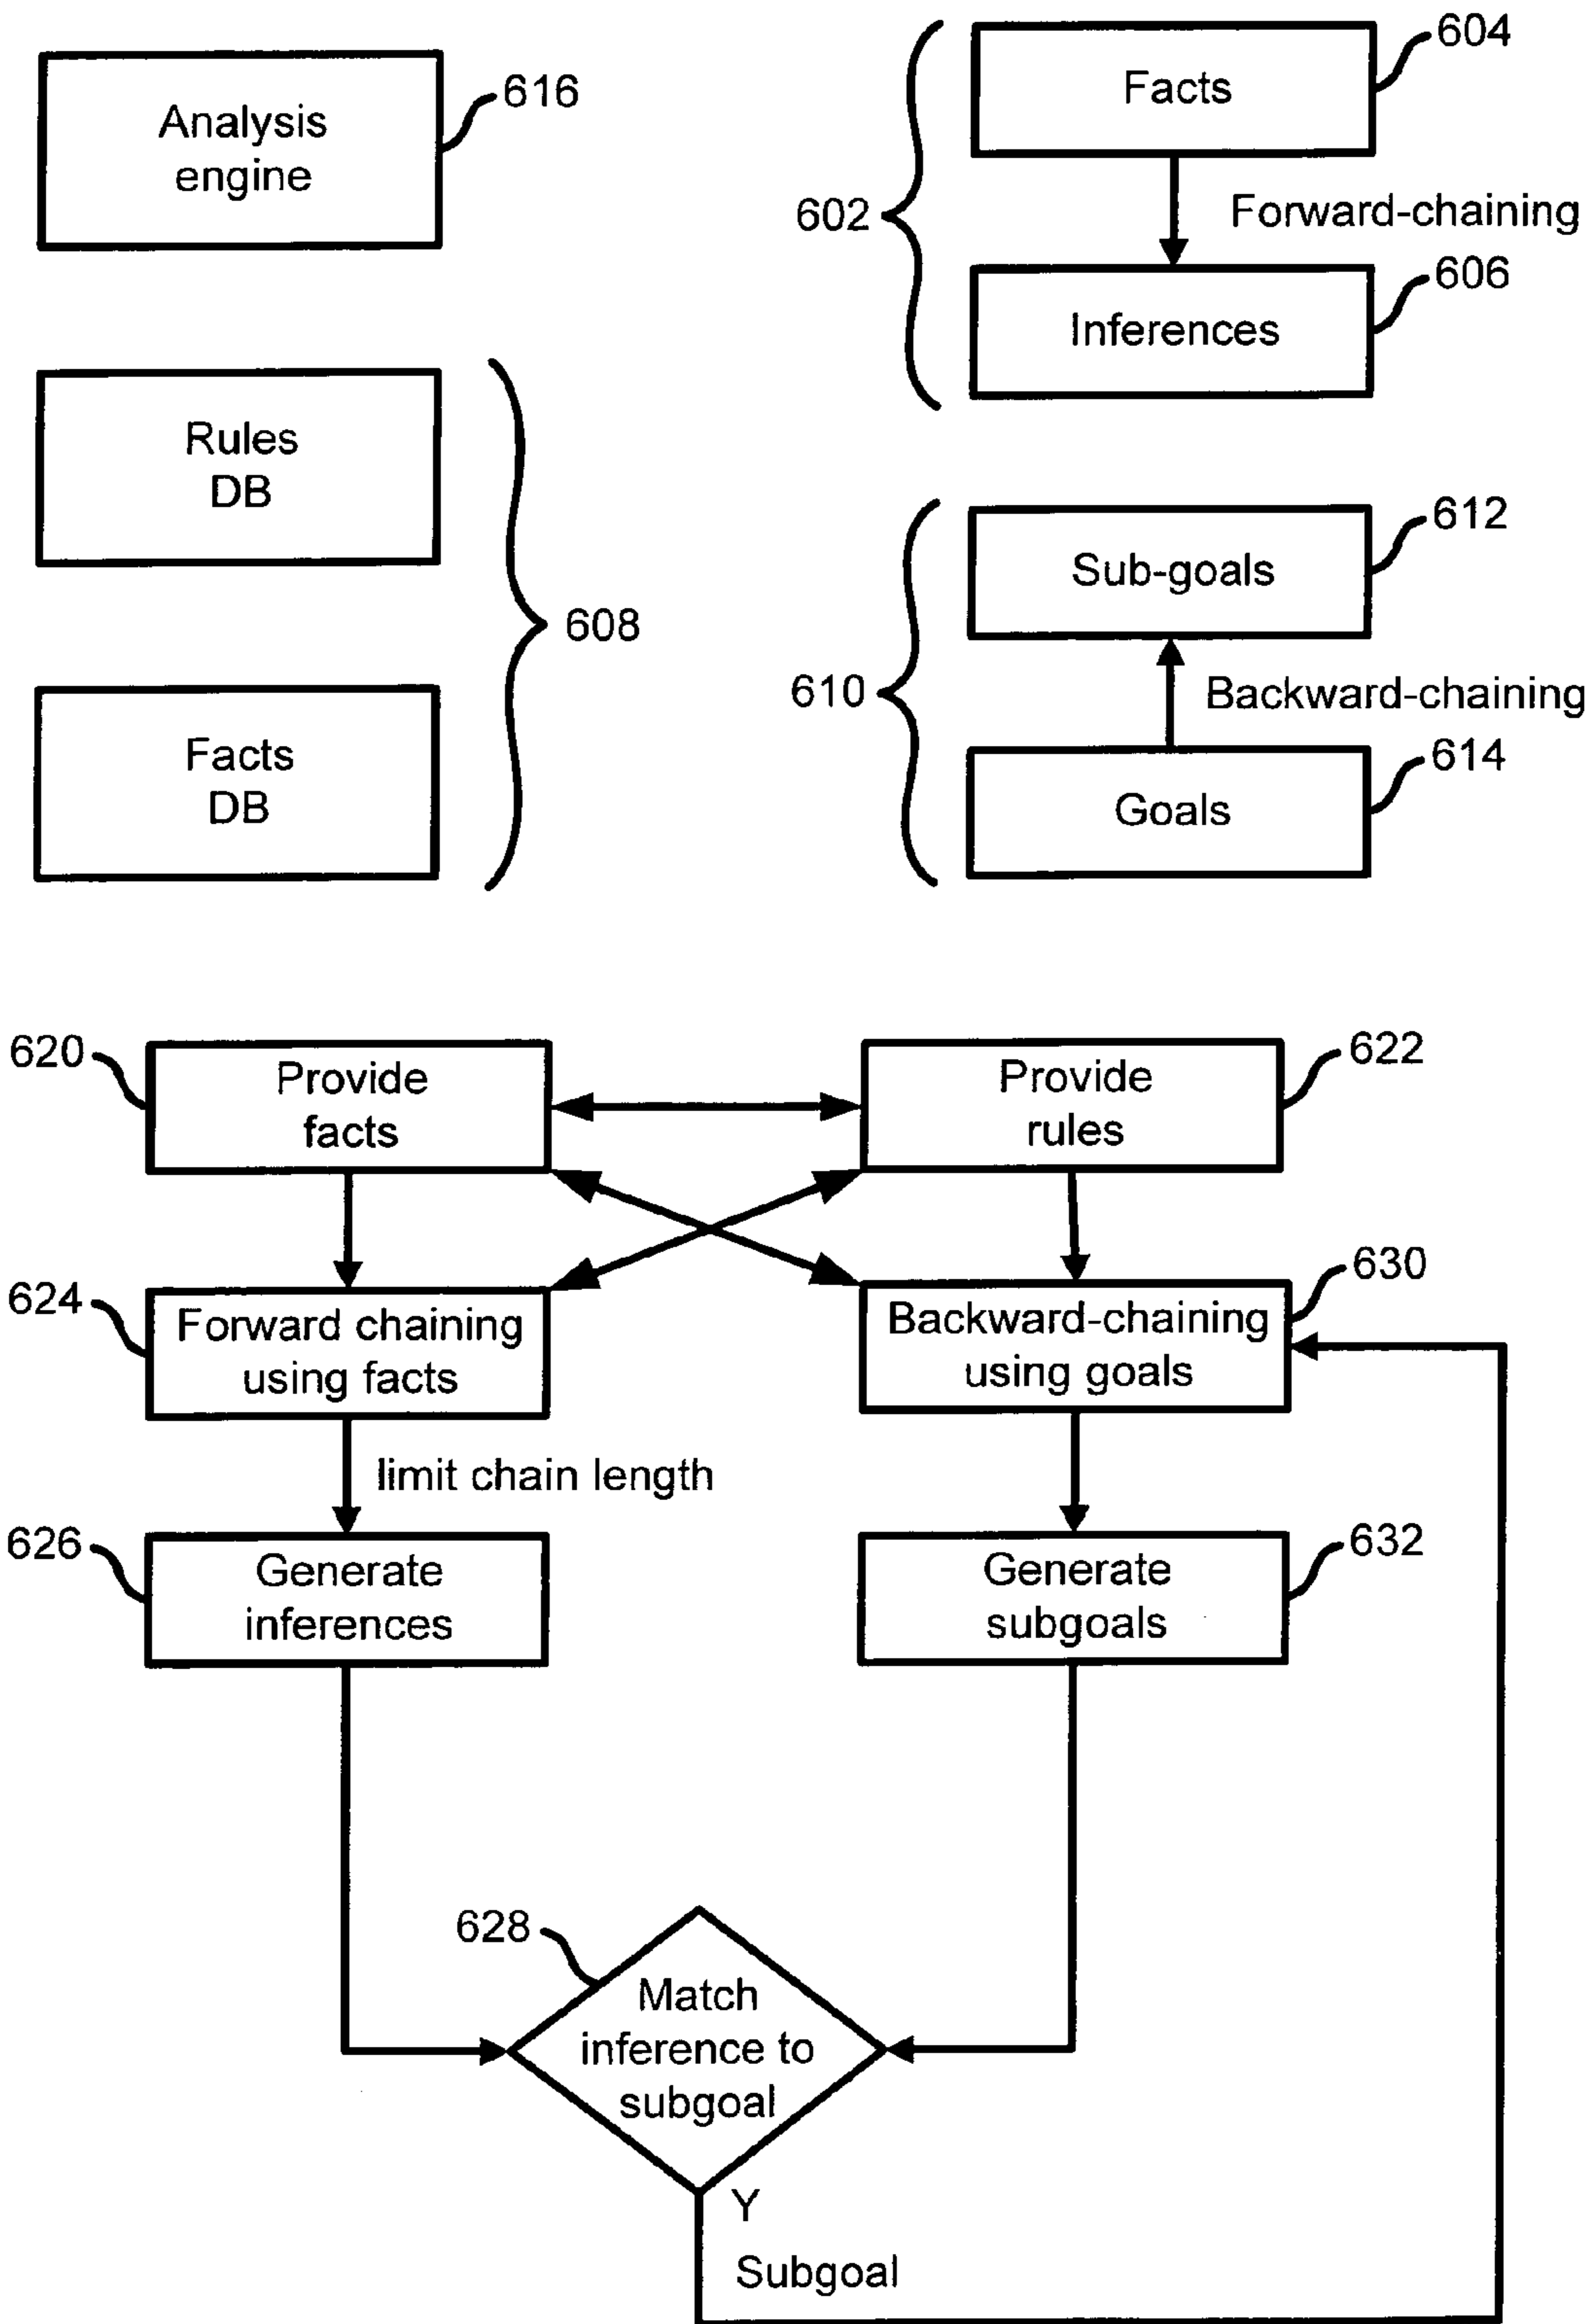 604
Facts
616
Analysis
engine
602
Forward-chaining
606
Inferences
Rules
DB
612
Sub-goals
608
610
Backward-chaining
Facts
DB
614
Goals
620
Provide
facts
622
Provide
rules
624
Forward chaining
using facts
630
Backward-chaining
using goals
limit chain length
626
Generate
inferences
632
Generate
subgoals
628
Match
inference to
subgoal
Y
Subgoal